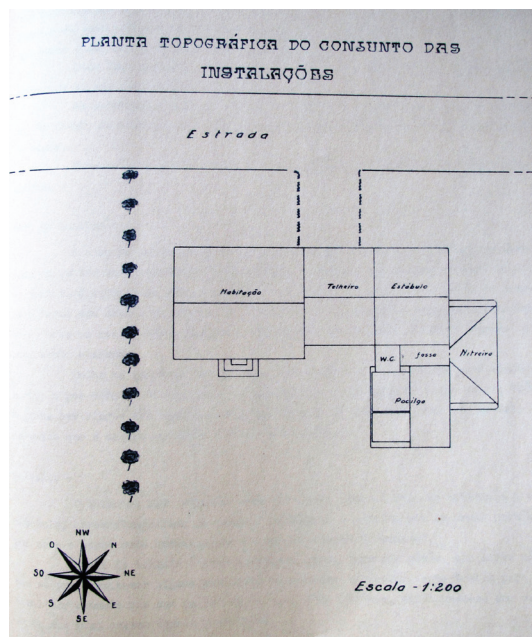 PLANTA TOPOGRÁFICA DO CONJUNTO DAS
INSTALAÇÕES
Estrada
Habitação
Telheiro
Estábulo
W.C.
fossa
Nitreira
Pocilga
NW
O
N
SO
NE
S
E
SE
Escala - 1:200